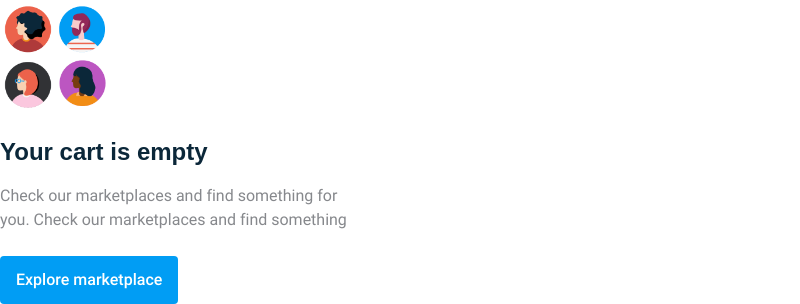 Your cart is empty
Check our marketplaces and find something for
you. Check our marketplaces and find something
Explore marketplace